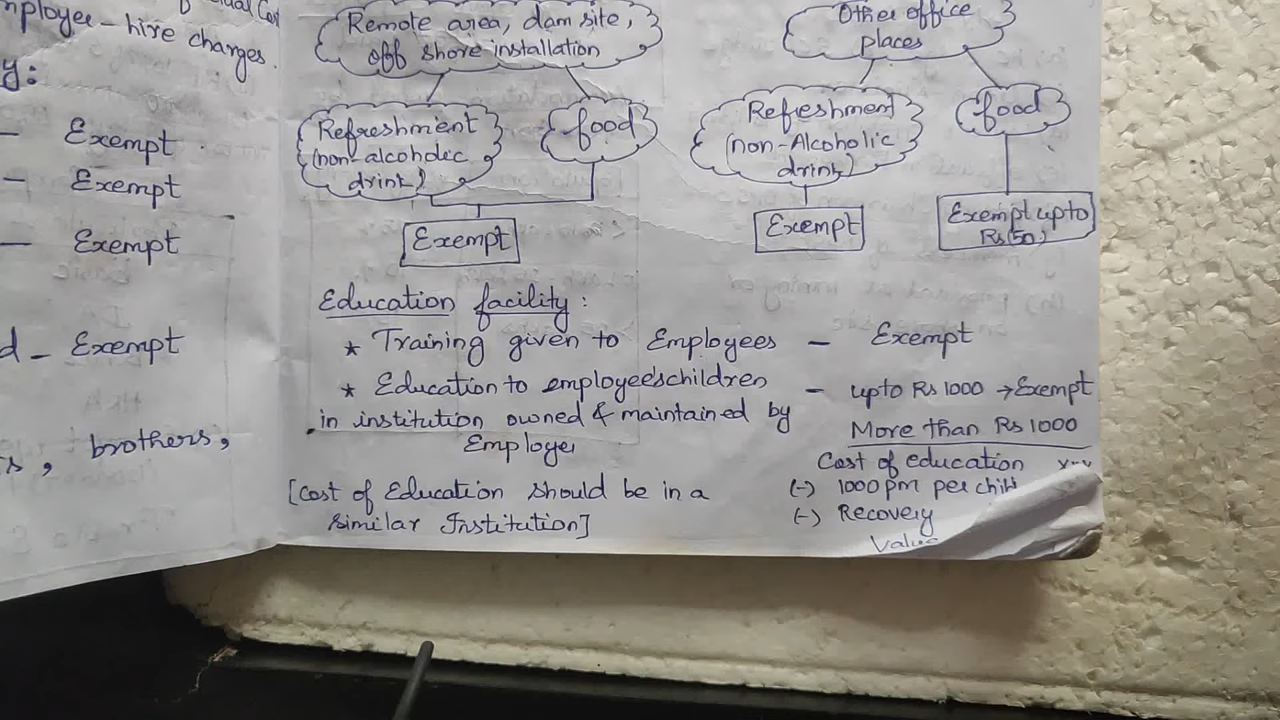 hire charges.
Exempt
Exempt
Exempt
d - Exempt
brothers,
Remote area, dam site,
off shore installation
Refreshment
(non-alcoholic
drink)
food
Exempt
Other office
places
Refreshment
(non-Alcoholic
drink)
food
Exempt
Exempt upto
Rs(50)
Education facility:
* Training given to Employees - Exempt
* Education to employee's children - upto Rs 1000 → Exempt
in institution owned & maintained by
Employer
More than Rs 1000
Cost of education xxx
(-) 1000 pm per child
(-) Recovery
Value
[Cost of Education should be in a
similar Institution]